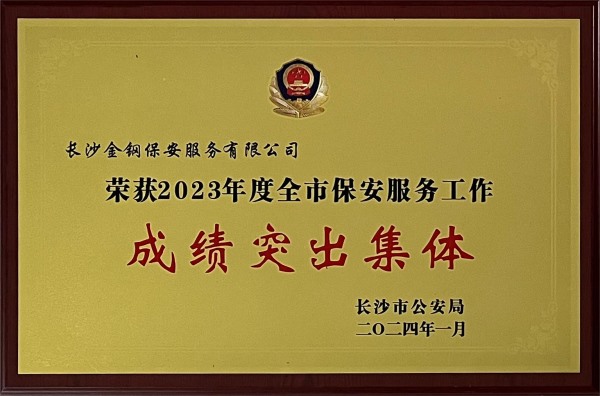 长沙金钢保安服务有限公司
荣获2023年度全市保安服务工作
成绩突出集体
长沙市公安局
二〇二四年一月